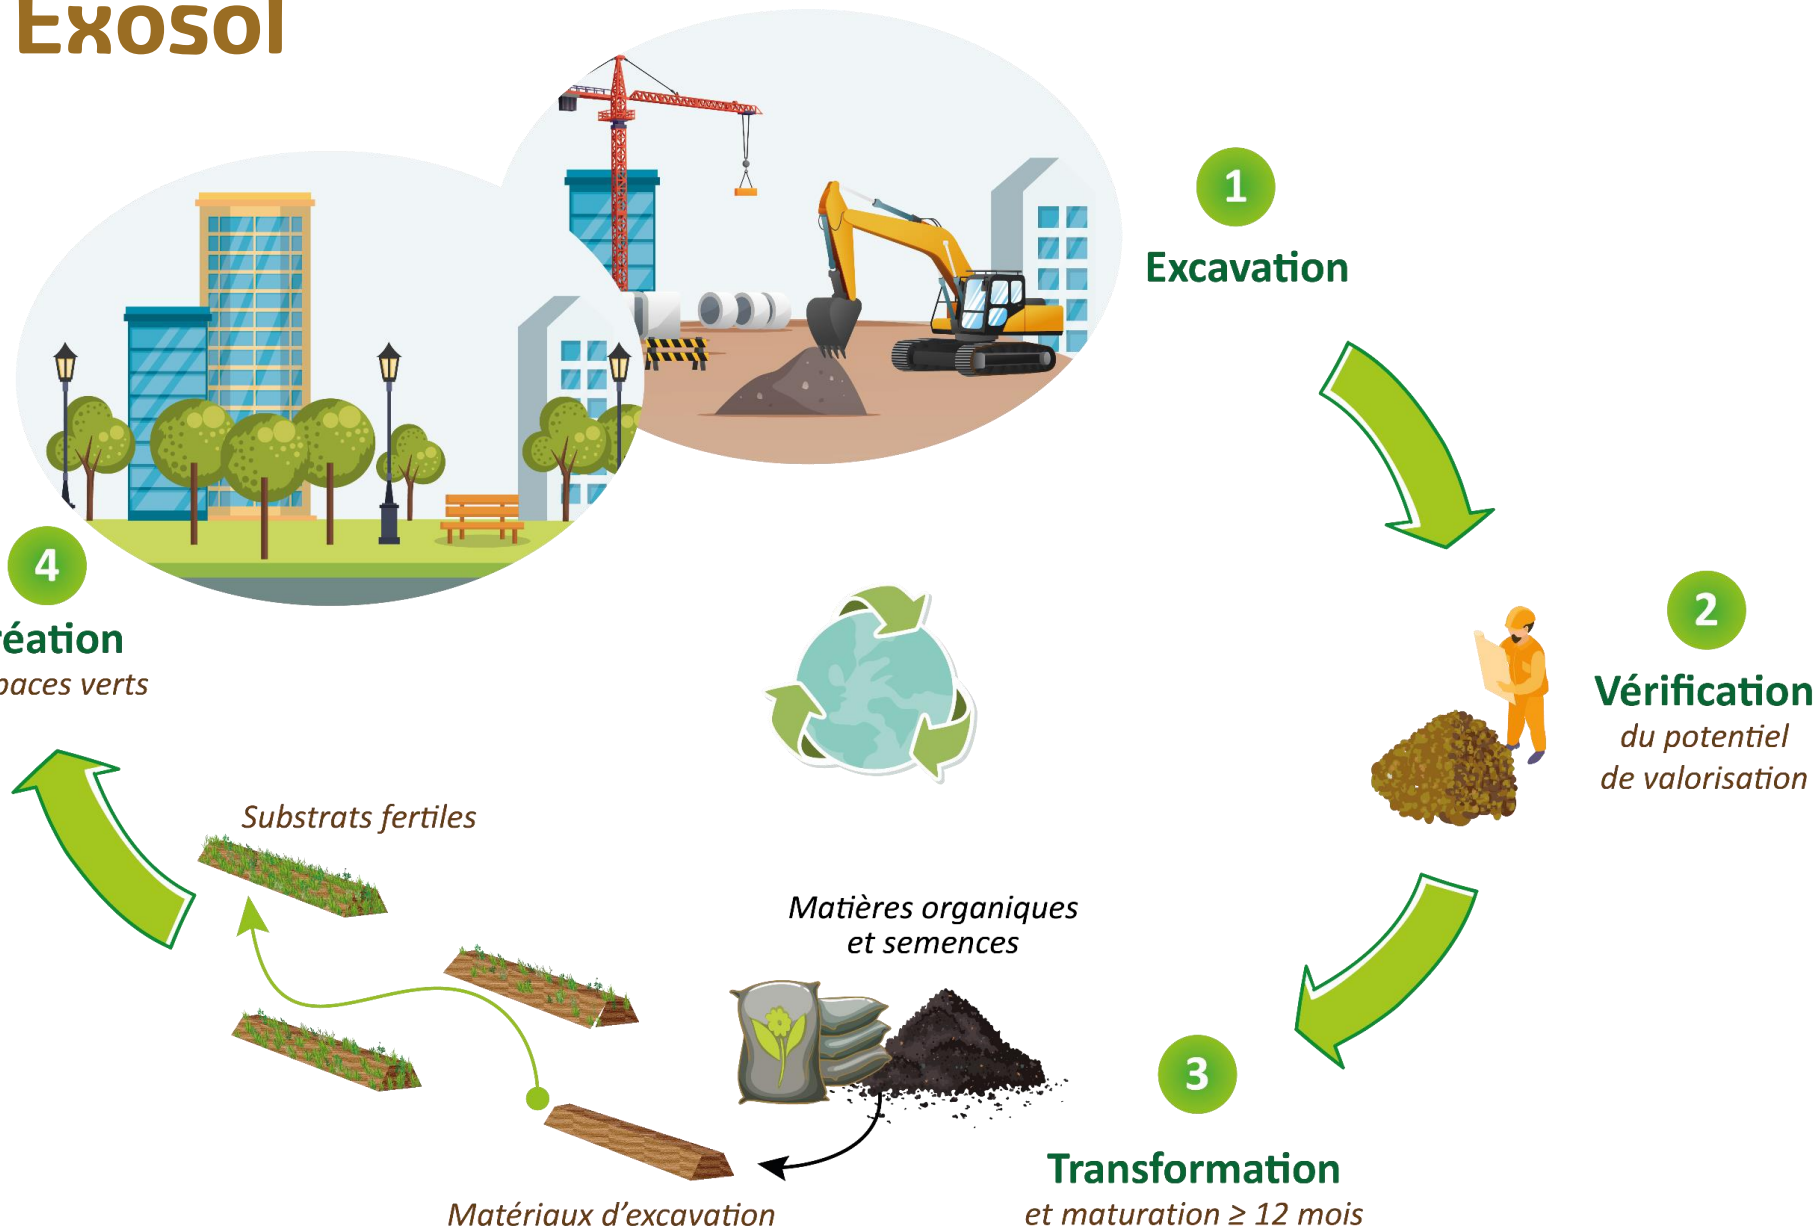 Exosol
1
Excavation
2
Vérification
du potentiel
de valorisation
3
Transformation
et maturation ≥ 12 mois
Matières organiques
et semences
Matériaux d'excavation
Substrats fertiles
4
réation
paces verts